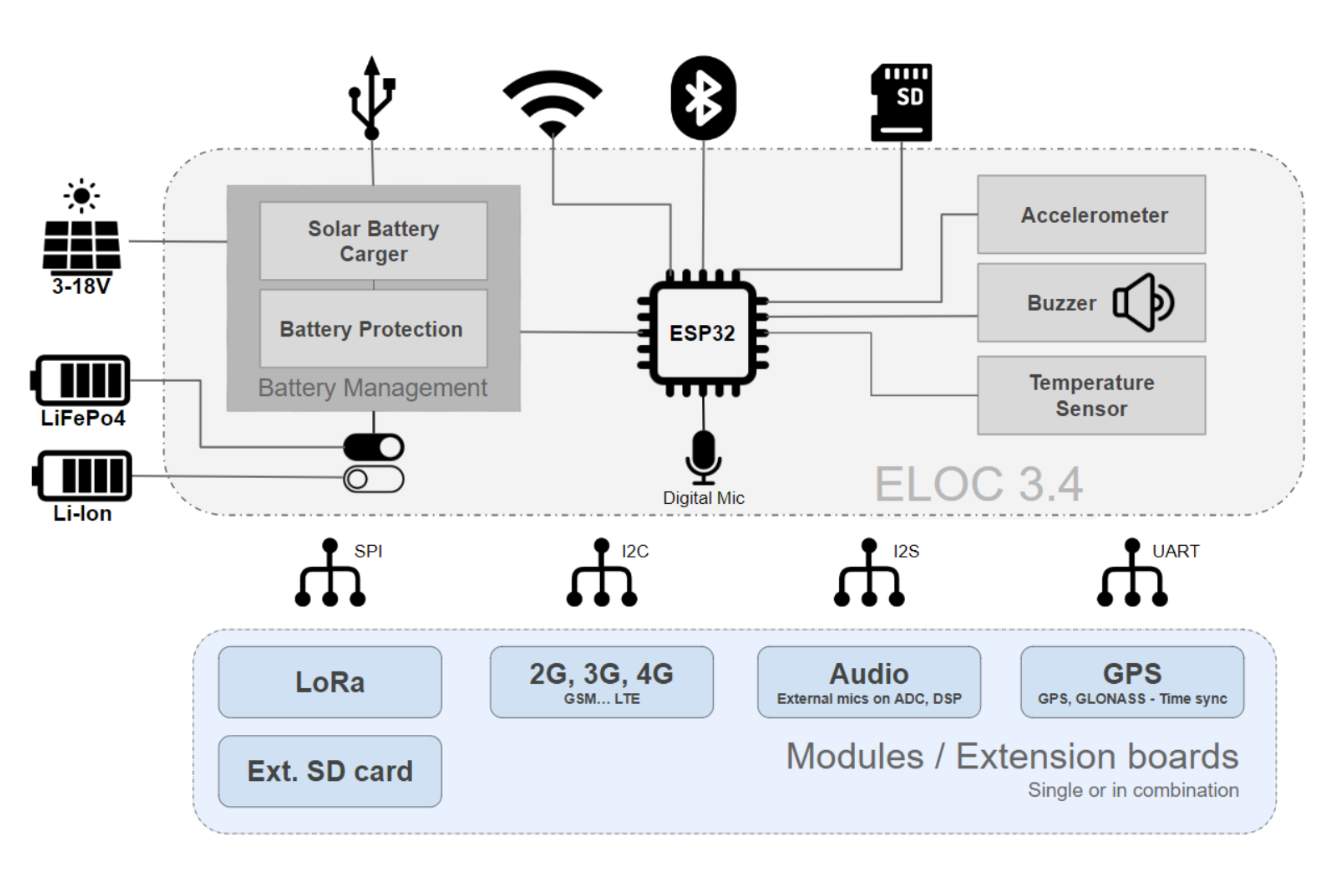 SD
3-18V
Solar Battery
Carger
Battery Protection
Battery Management
LiFePo4
Li-Ion
ESP32
Digital Mic
Accelerometer
Buzzer
Temperature
Sensor
ELOC 3.4
SPI
I2C
I2S
UART
LoRa
2G, 3G, 4G
GSM... LTE
Audio
External mics on ADC, DSP
GPS
GPS, GLONASS - Time sync
Ext. SD card
Modules / Extension boards
Single or in combination